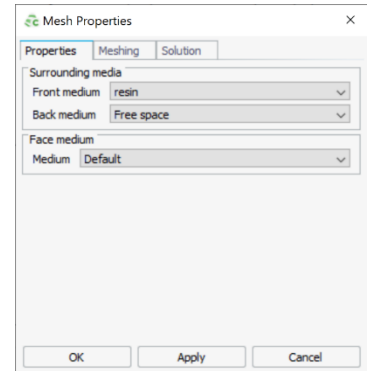 Mesh Properties
Properties Meshing Solution
Surrounding media
Front medium resin
Back medium Free space
Face medium
Medium Default
OK Apply Cancel